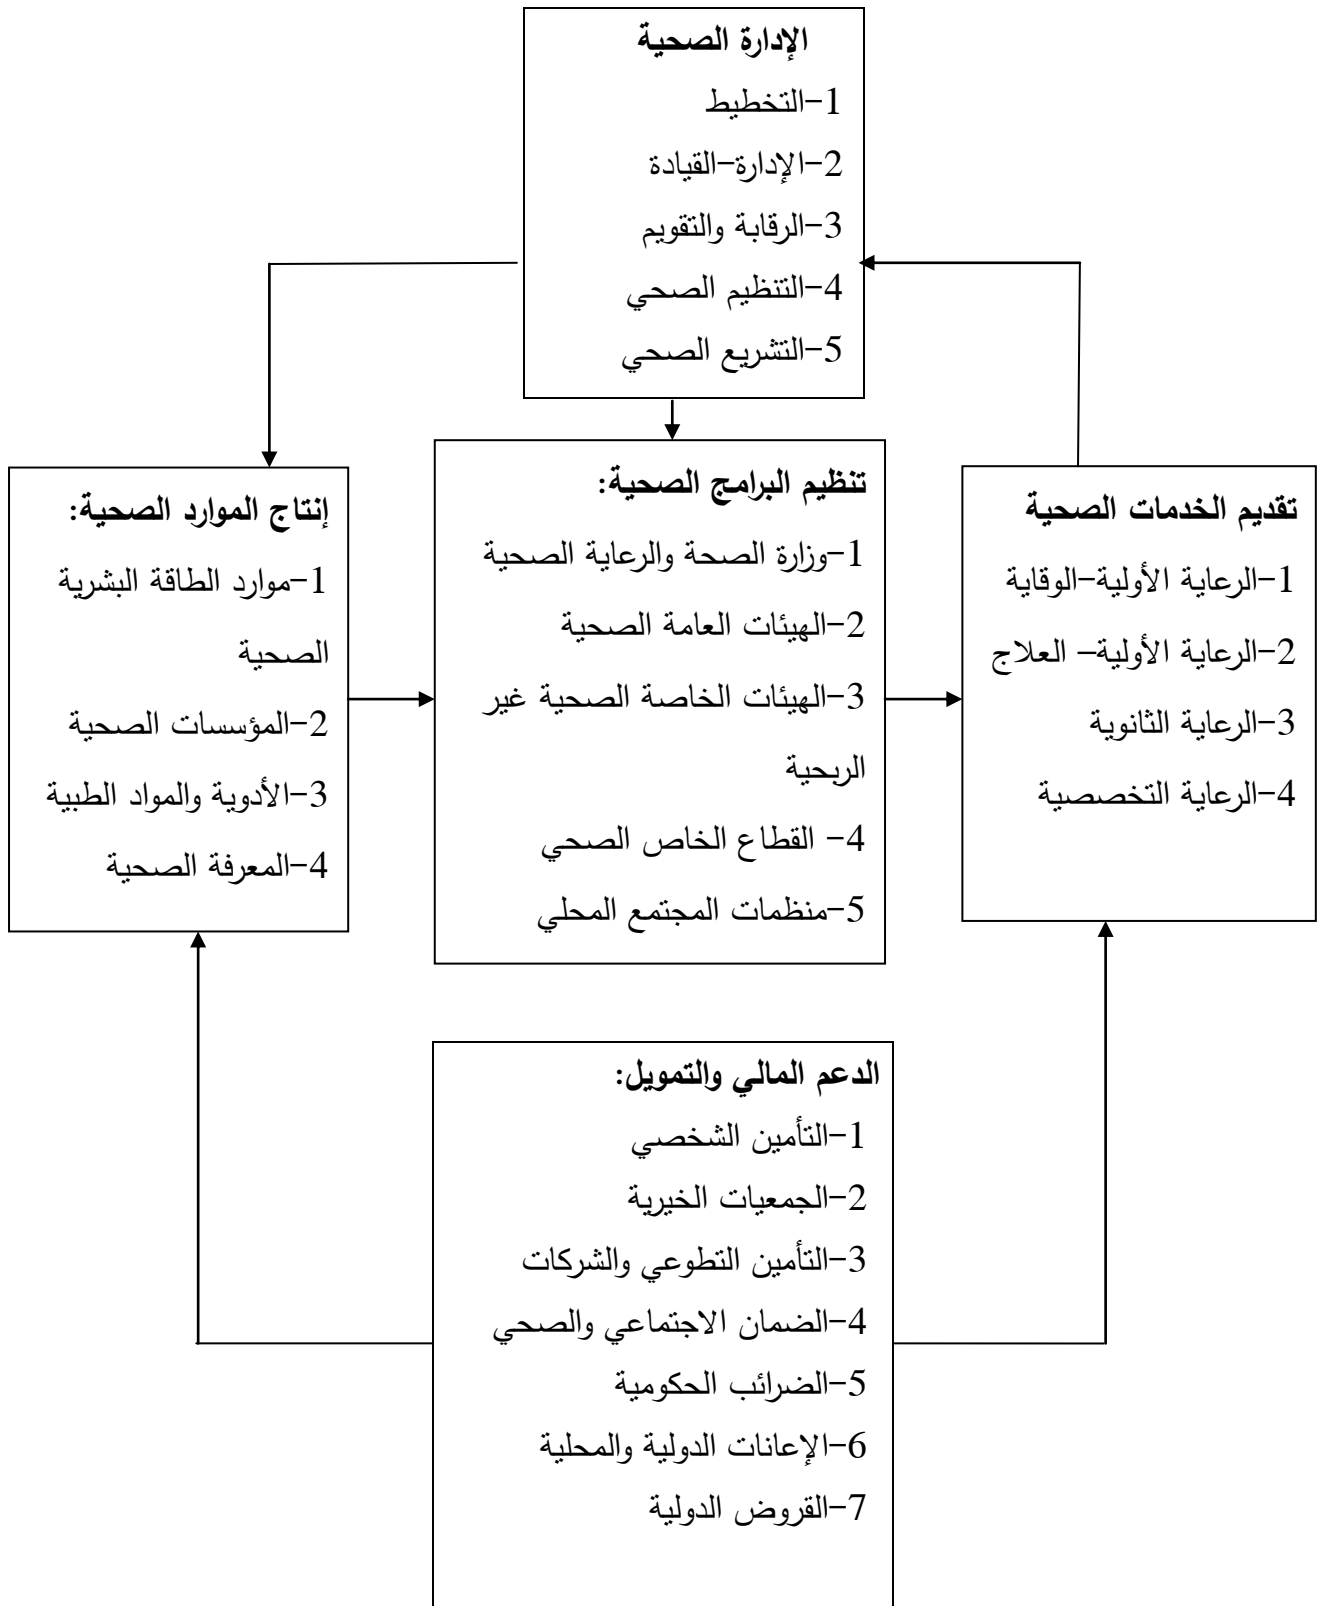 الإدارة الصحية
1-التخطيط
2-الإدارة-القيادة
3-الرقابة والتقويم
4-التنظيم الصحي
5-التشريع الصحي
إنتاج الموارد الصحية:
1-موارد الطاقة البشرية
الصحية
2-المؤسسات الصحية
3-الأدوية والمواد الطبية
4-المعرفة الصحية
تنظيم البرامج الصحية:
1-وزارة الصحة والرعاية الصحية
2-الهيئات العامة الصحية
3-الهيئات الخاصة الصحية غير
الربحية
4- القطاع الخاص الصحي
5-منظمات المجتمع المحلي
تقديم الخدمات الصحية
1-الرعاية الأولية-الوقاية
2-الرعاية الأولية– العلاج
3-الرعاية الثانوية
4-الرعاية التخصصية
الدعم المالي والتمويل:
1-التأمين الشخصي
2-الجمعيات الخيرية
3-التأمين التطوعي والشركات
4-الضمان الاجتماعي والصحي
5-الضرائب الحكومية
6-الإعانات الدولية والمحلية
7-القروض الدولية